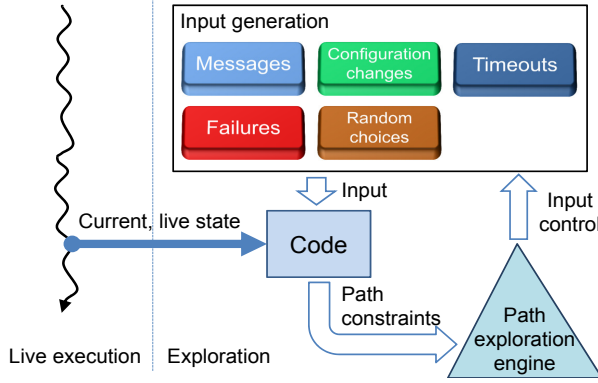 Input generation
Messages
Configuration
changes
Timeouts
Failures
Random
choices
Input
Input
control
Current, live state
Code
Path
constraints
Path
exploration
engine
Live execution
Exploration